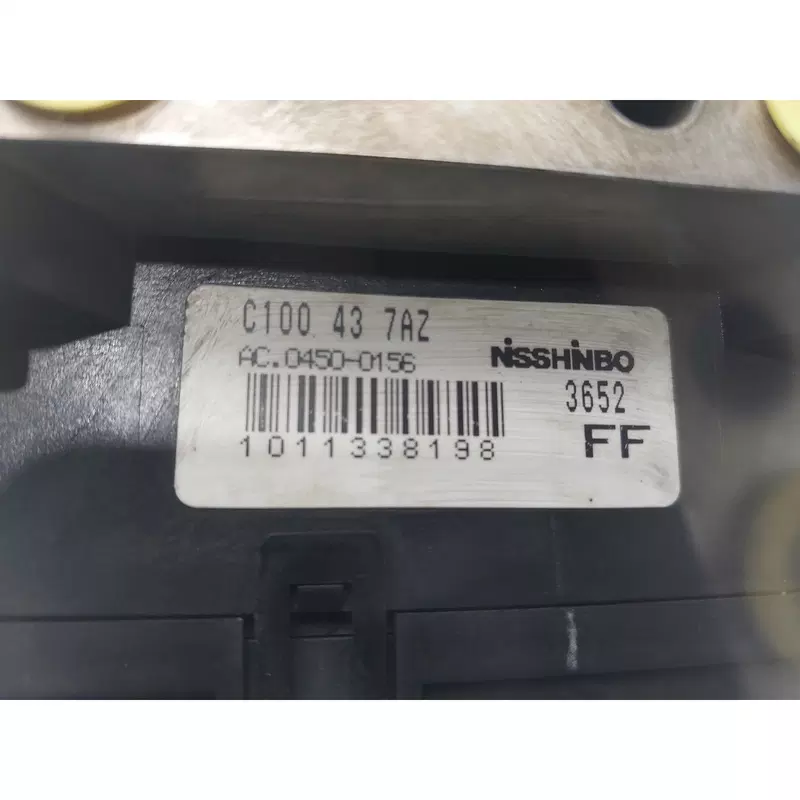 C100 43 7AZ
AC.0450-0156
NiSSHiNBO
3652
1011338198
FF